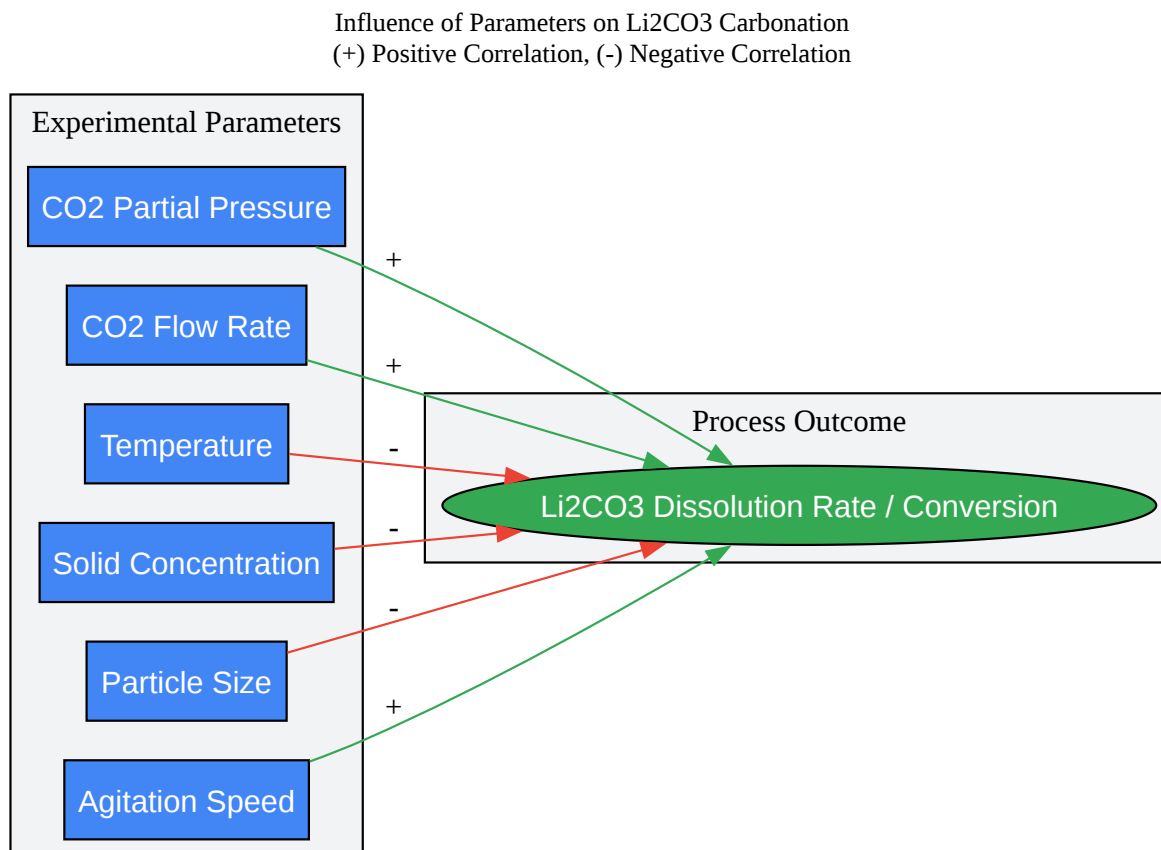 Influence of Parameters on Li2CO3 Carbonation
(+) Positive Correlation, (-) Negative Correlation
Experimental Parameters
CO2 Partial Pressure
+
CO2 Flow Rate
+
Temperature
-
Process Outcome
Li2CO3 Dissolution Rate / Conversion
Solid Concentration
-
Particle Size
-
Agitation Speed
+